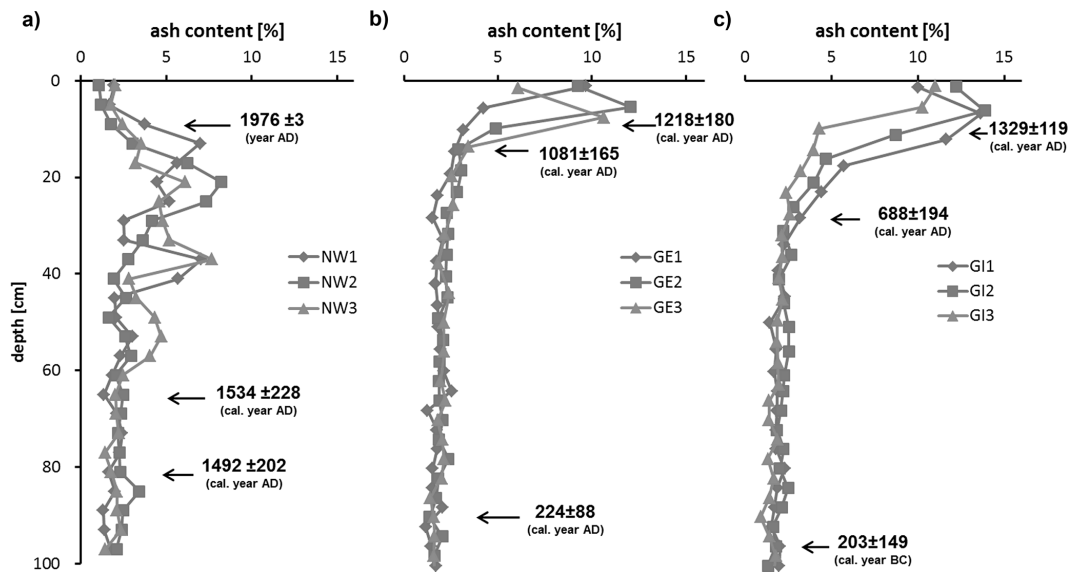 a)
ash content [%]
0 5 10 15
0
20
40
60
80
100
depth [cm]
1976 ±3
(year AD)
NW1
NW2
NW3
1534 ±228
(cal. year AD)
1492 ±202
(cal. year AD)
b)
ash content [%]
0 5 10 15
1218±180
(cal. year AD)
1081±165
(cal. year AD)
GE1
GE2
GE3
224±88
(cal. year AD)
c)
ash content [%]
0 5 10 15
1329±119
(cal. year AD)
688±194
(cal. year AD)
GI1
GI2
GI3
203±149
(cal. year BC)